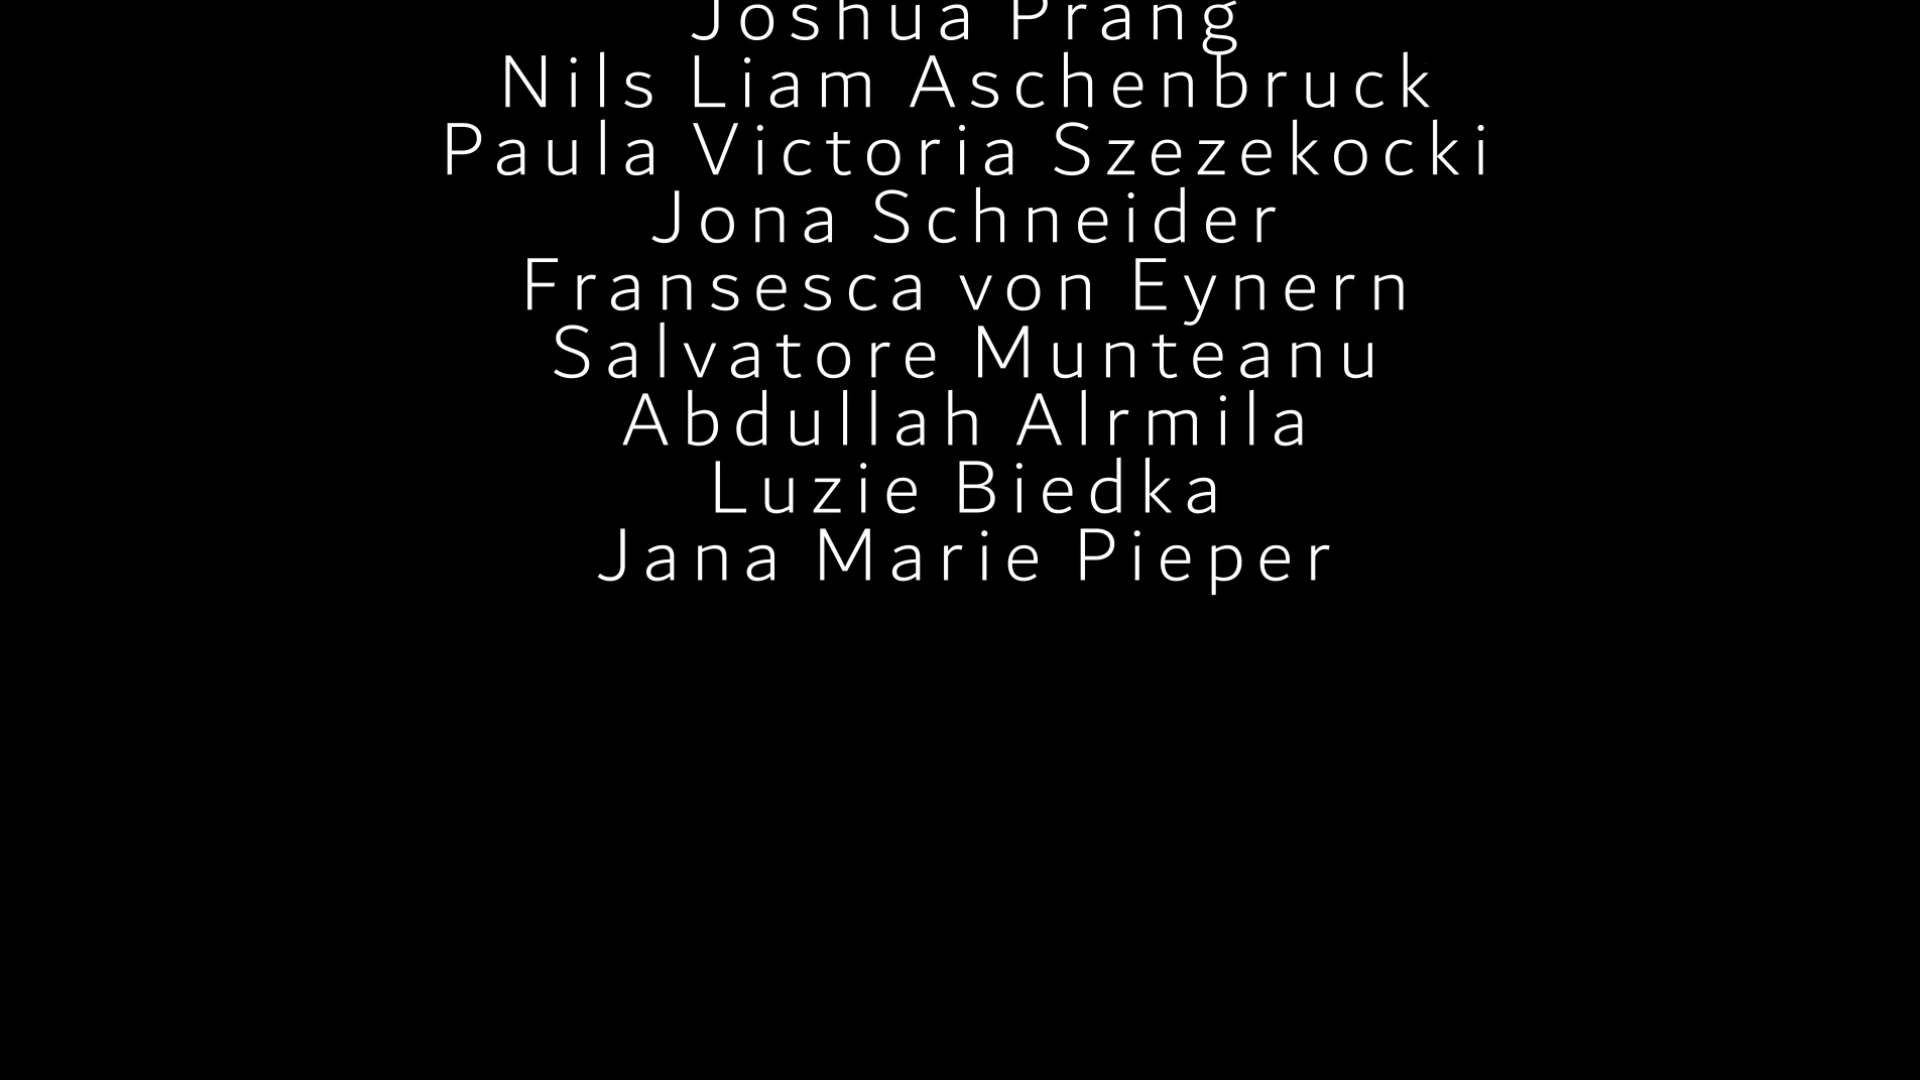 Joshua Prang
Nils Liam Aschenbruck
Paula Victoria Szezekocki
Jona Schneider
Fransesca von Eynern
Salvatore Munteanu
Abdullah Alrmila
Luzie Biedka
Jana Marie Pieper